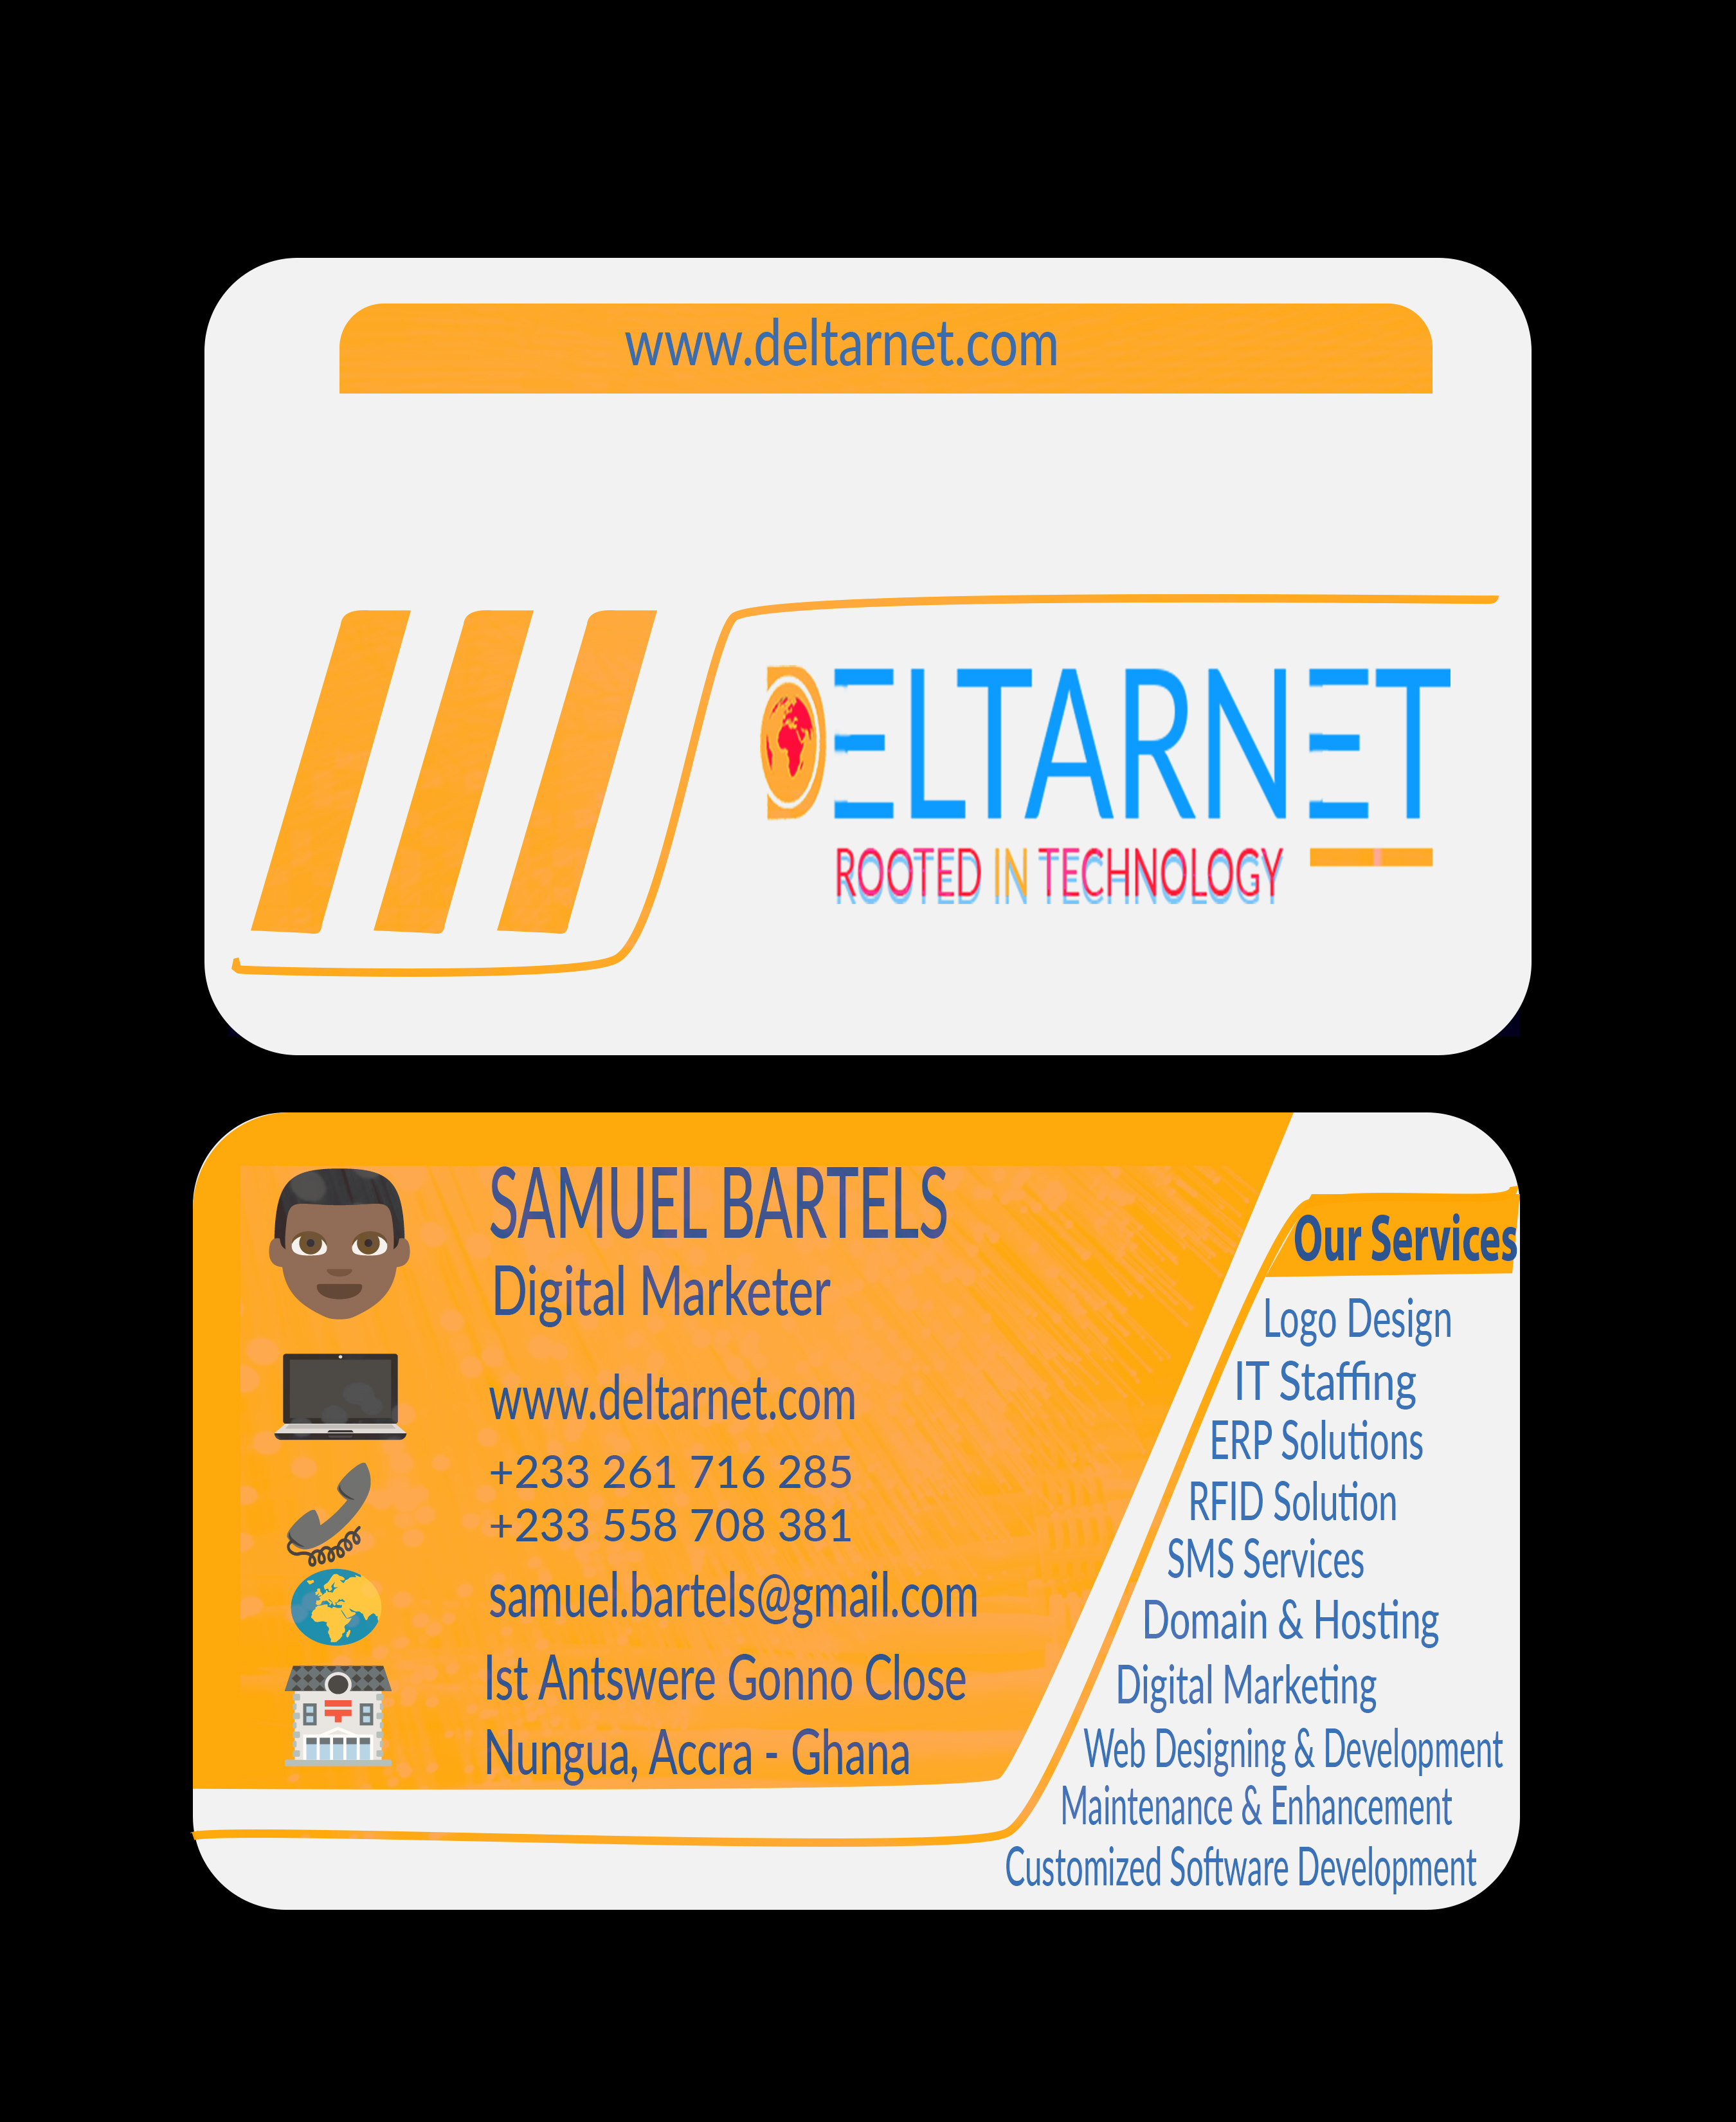 www.deltarnet.com
DELTARNET
ROOTED IN TECHNOLOGY
SAMUEL BARTELS
Digital Marketer
www.deltarnet.com
+233 261 716 285
+233 558 708 381
samuel.bartels@gmail.com
Ist Antswere Gonno Close
Nungua, Accra - Ghana
Our Services
Logo Design
IT Staffing
ERP Solutions
RFID Solution
SMS Services
Domain & Hosting
Digital Marketing
Web Designing & Development
Maintenance & Enhancement
Customized Software Development